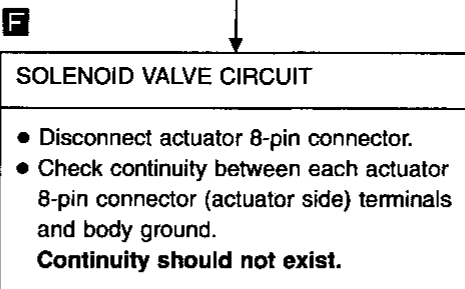 F
SOLENOID VALVE CIRCUIT
● Disconnect actuator 8-pin connector.
● Check continuity between each actuator
8-pin connector (actuator side) terminals
and body ground.
Continuity should not exist.